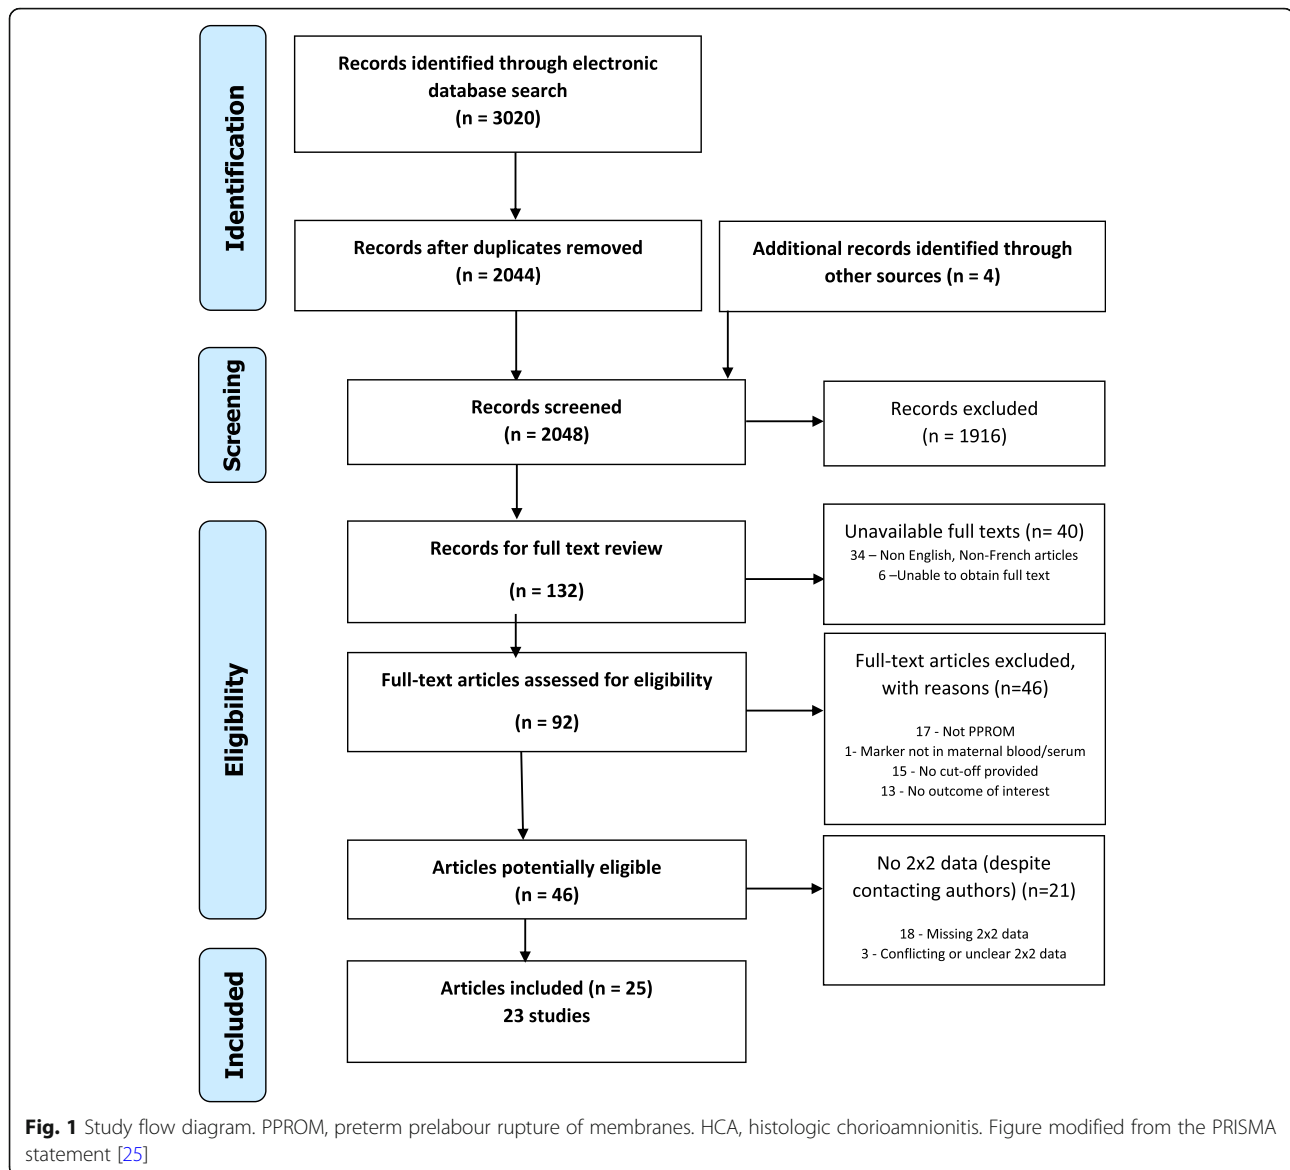 Identification
Records identified through electronic
database search
(n = 3020)
Records after duplicates removed
(n = 2044)
Additional records identified through
other sources (n = 4)
Screening
Records screened
(n = 2048)
Records excluded
(n = 1916)
Eligibility
Records for full text review
(n = 132)
Unavailable full texts (n= 40)
34 – Non English, Non-French articles
6 –Unable to obtain full text
Full-text articles assessed for eligibility
(n = 92)
Full-text articles excluded,
with reasons (n=46)
17 - Not PPROM
1- Marker not in maternal blood/serum
15 - No cut-off provided
13 - No outcome of interest
Articles potentially eligible
(n = 46)
No 2x2 data (despite
contacting authors) (n=21)
18 - Missing 2x2 data
3 - Conflicting or unclear 2x2 data
Included
Articles included (n = 25)
23 studies
Fig. 1 Study flow diagram. PPROM, preterm prelabour rupture of membranes. HCA, histologic chorioamnionitis. Figure modified from the PRISMA
statement [25]